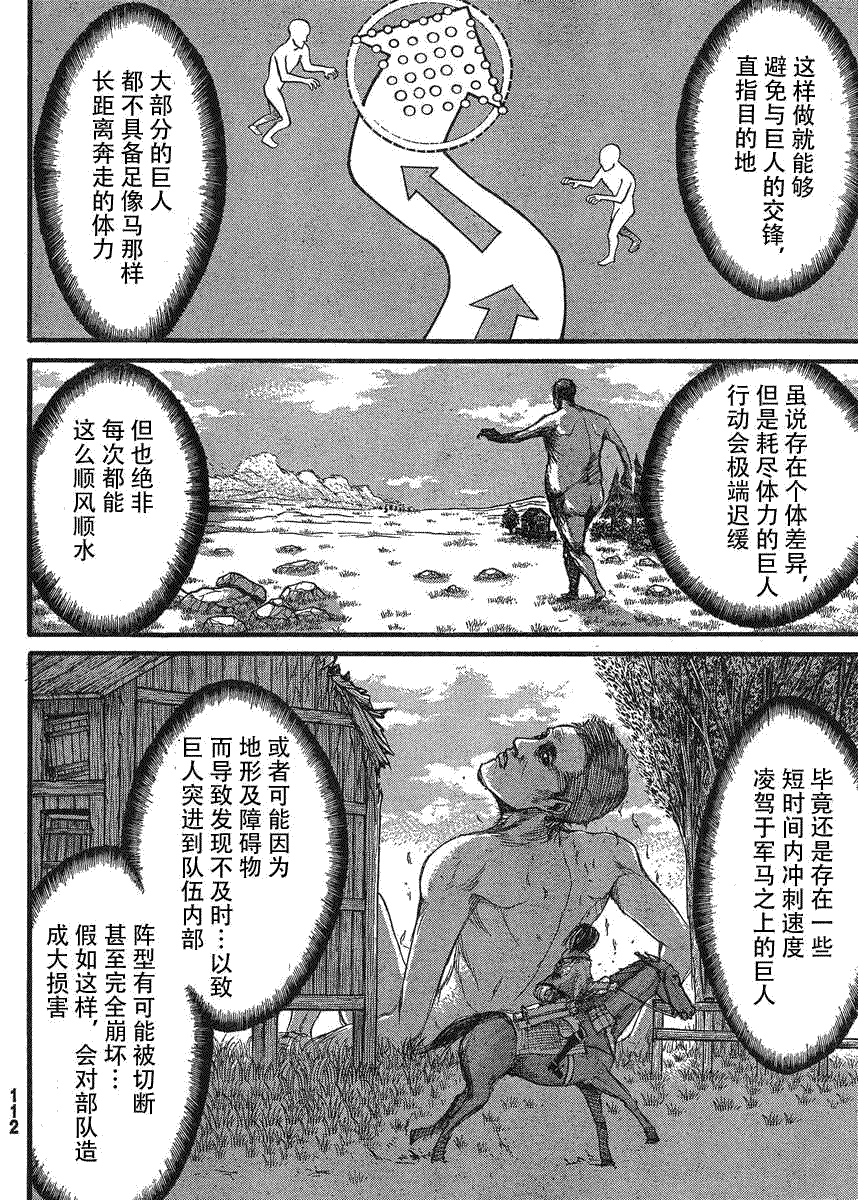 这样做就能够
避免与巨人的交锋,
直指目的地
大部分的巨人
都不具备足像马那样
长距离奔走的体力
虽说存在个体差异,
但是耗尽体力的巨人
行动会极端迟缓
但也绝非
每次都能
这么顺风顺水
毕竟还是存在一些
短时间内冲刺速度
凌驾于军马之上的巨人
或者可能因为
地形及障碍物
而导致发现不及时…以致
巨人突进到队伍内部
阵型有可能被切断
甚至完全崩坏…
假如这样,会对部队造
成大损害
112